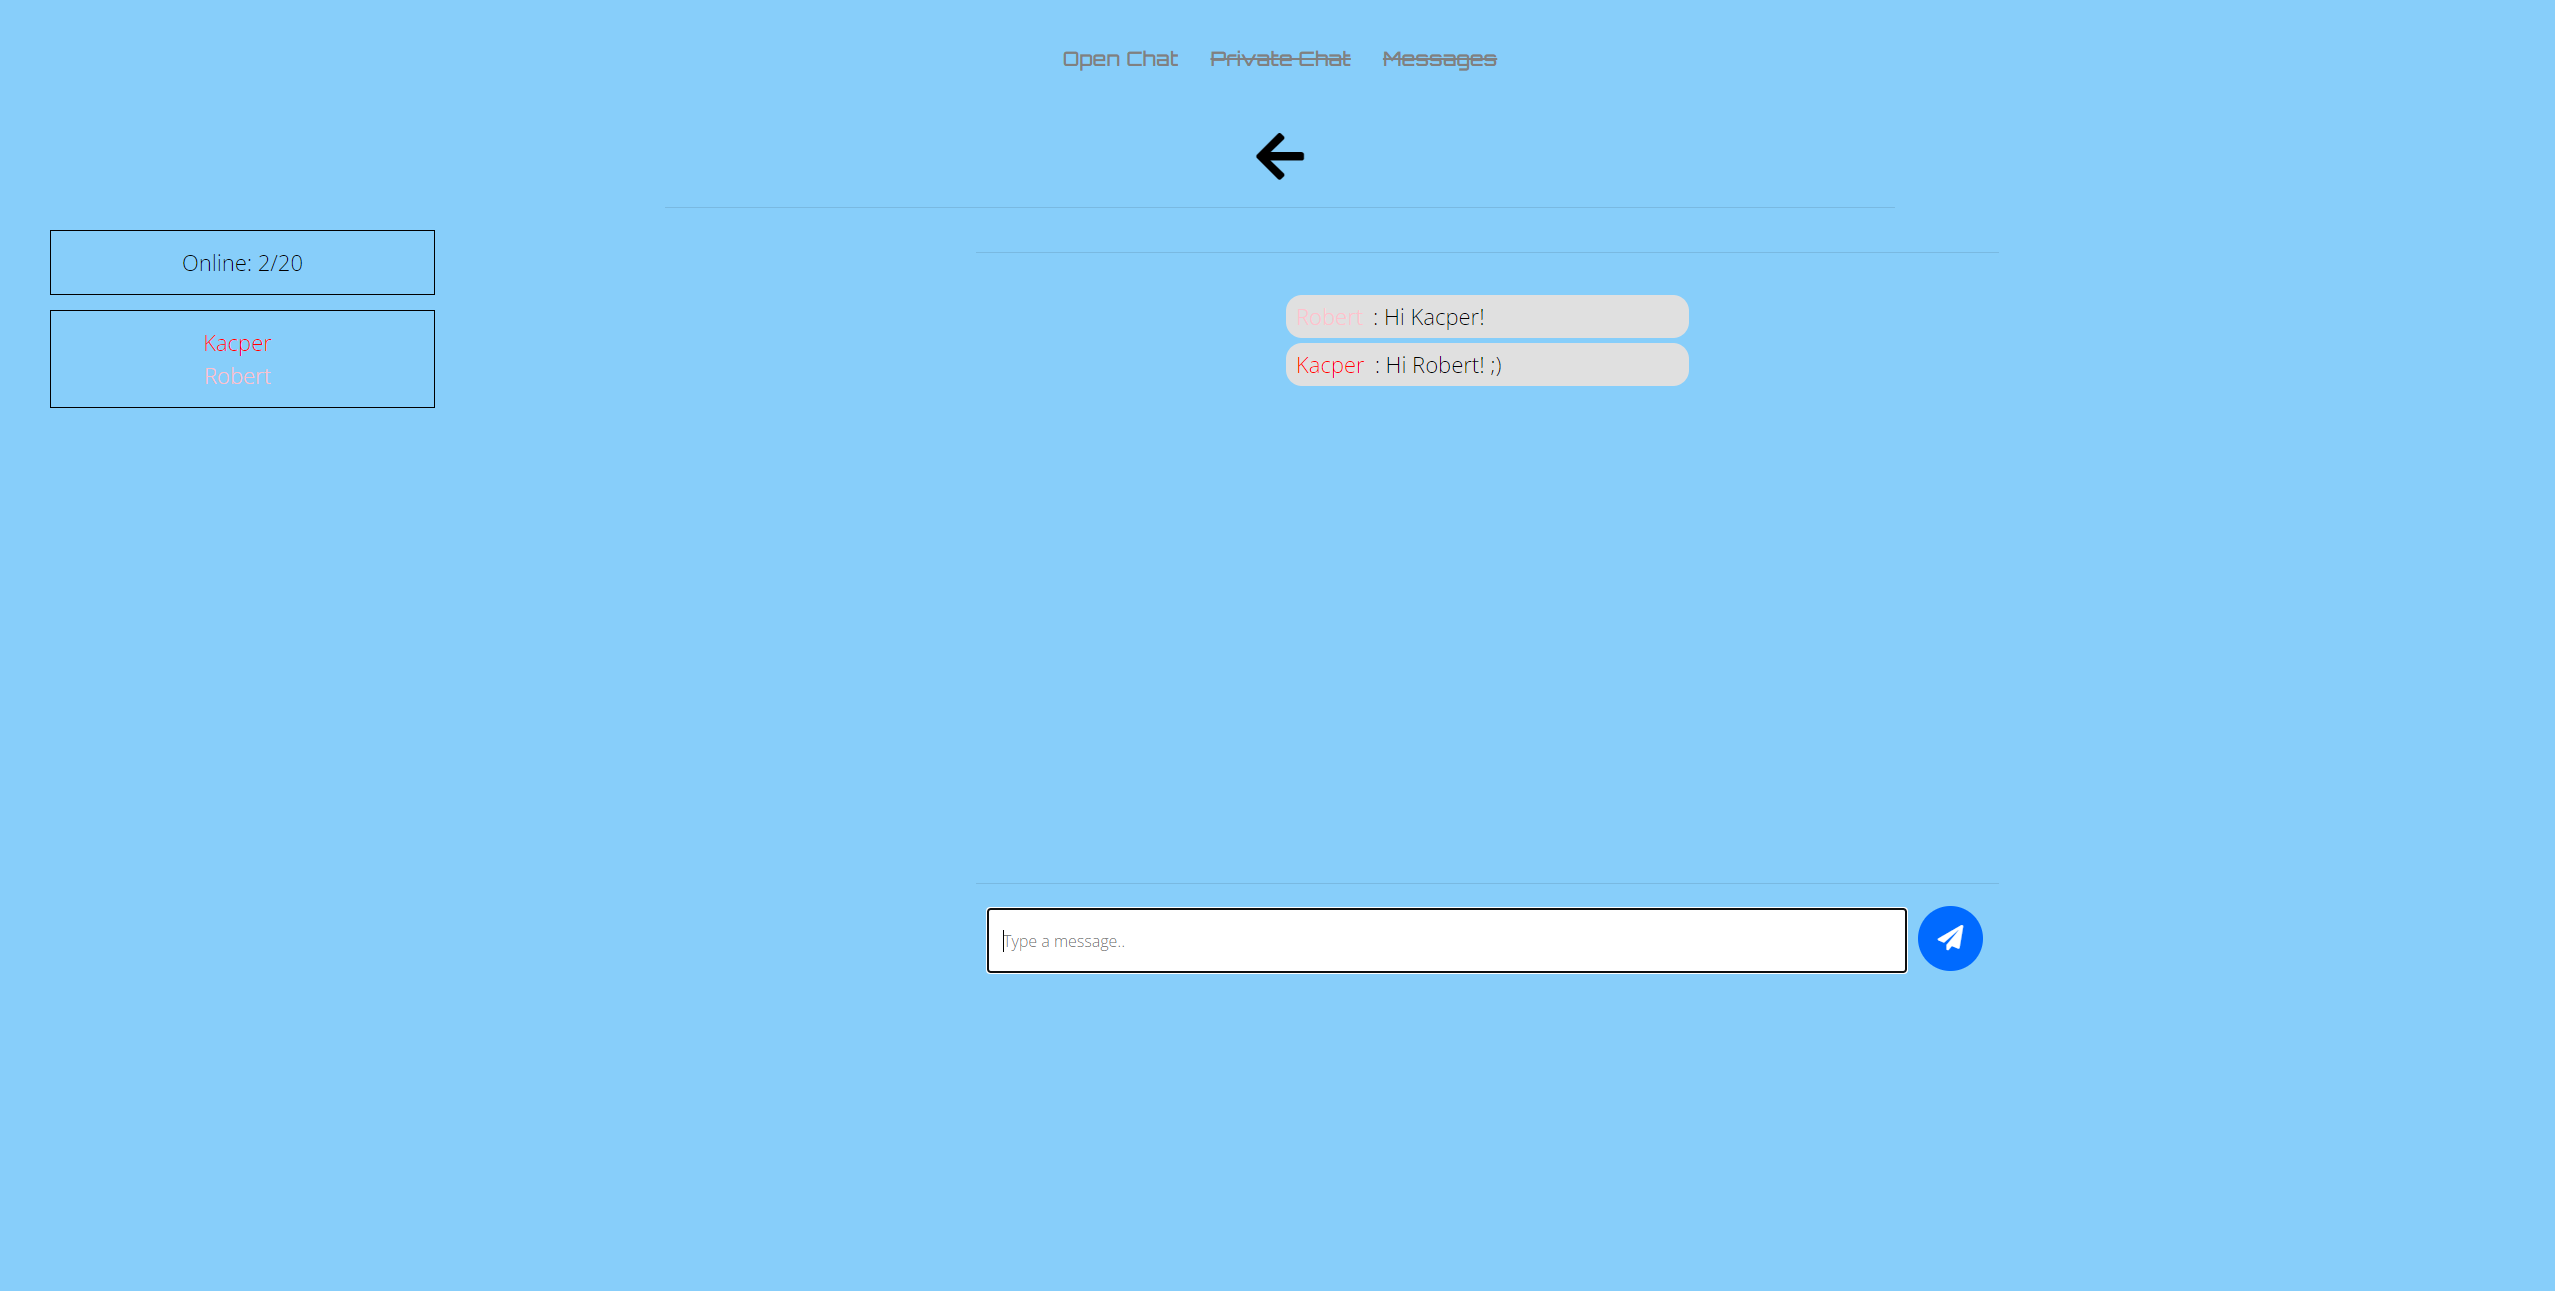 Open Chat Private Chat Messages
Online: 2/20
Kacper
Robert
Robert : Hi Kacper!
Kacper : Hi Robert! ;)
Type a message..